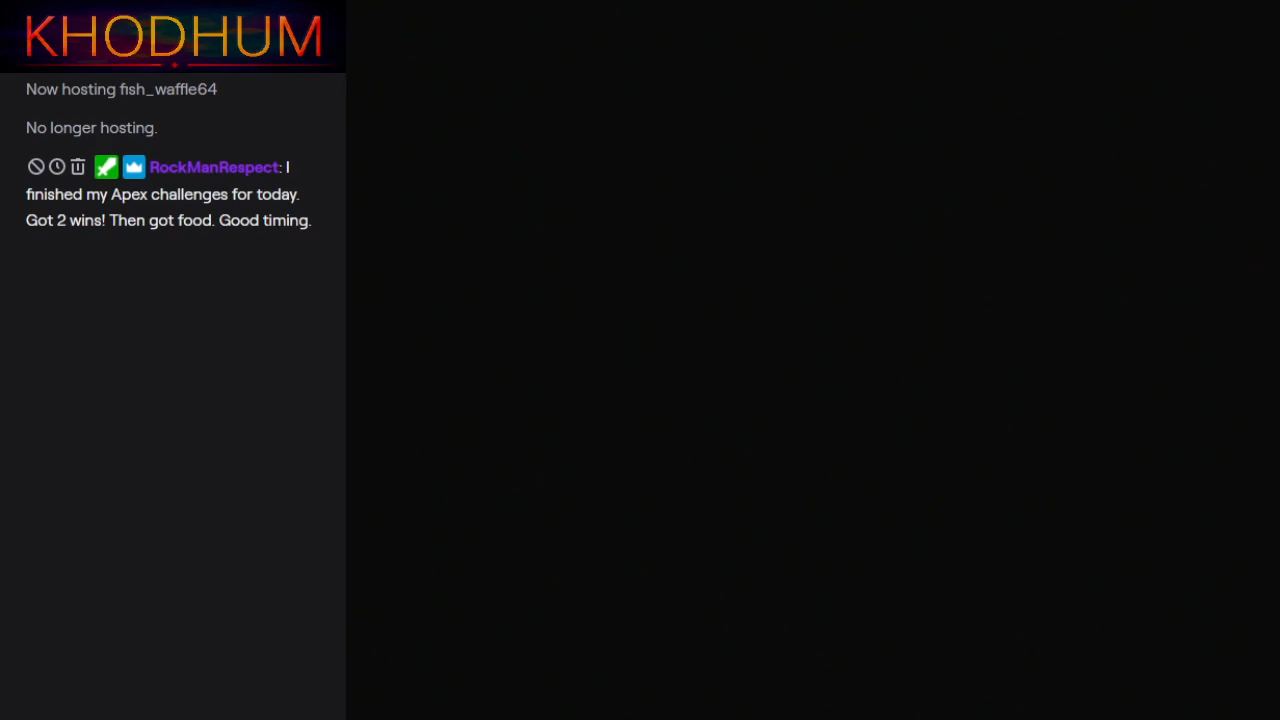 KHODHUM
Now hosting fish_waffle64
No longer hosting.
RockManRespect: I
finished my Apex challenges for today.
Got 2 wins! Then got food. Good timing.